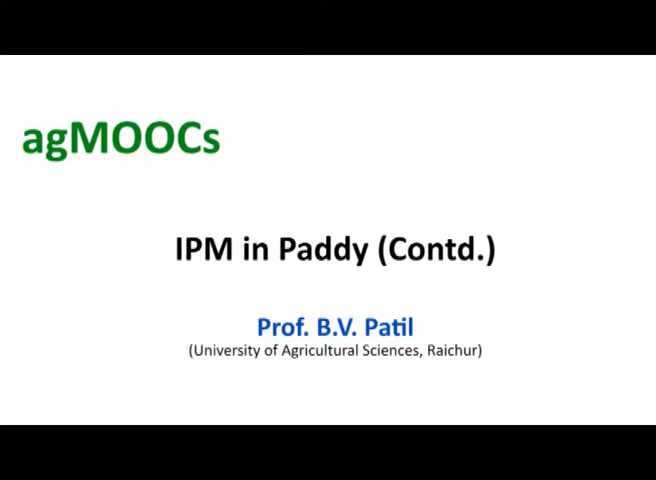 agMOOCs
IPM in Paddy (Contd.)
Prof. B.V. Patil
(University of Agricultural Sciences, Raichur)